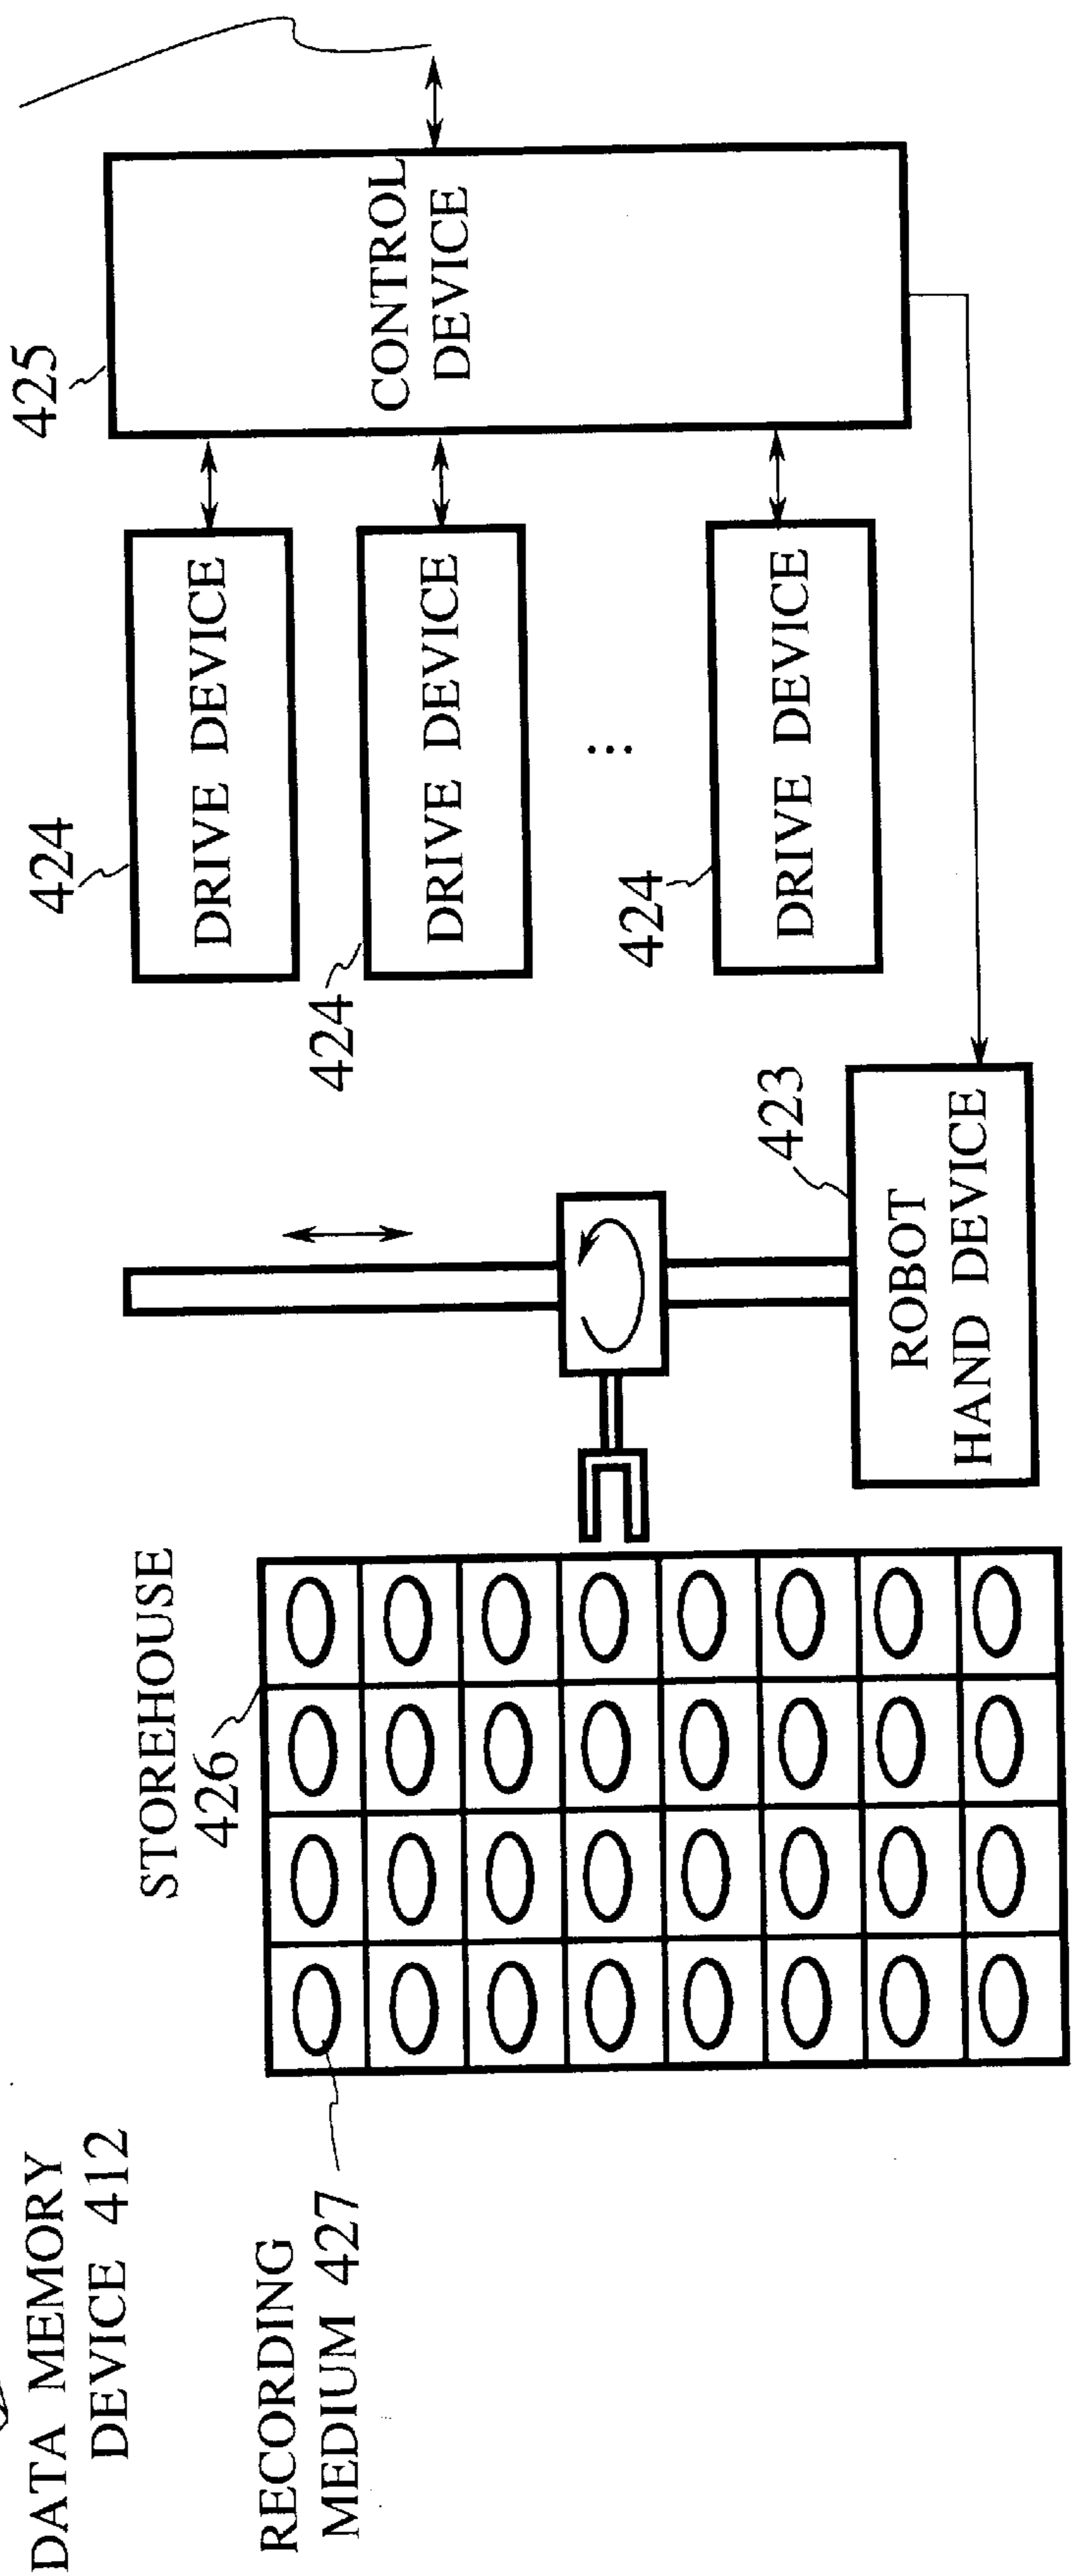 DATA MEMORY
DEVICE 412
RECORDING
MEDIUM 427
STOREHOUSE
426
ROBOT
HAND DEVICE
423
424
DRIVE DEVICE
424
DRIVE DEVICE
⋮
424
DRIVE DEVICE
425
CONTROL
DEVICE